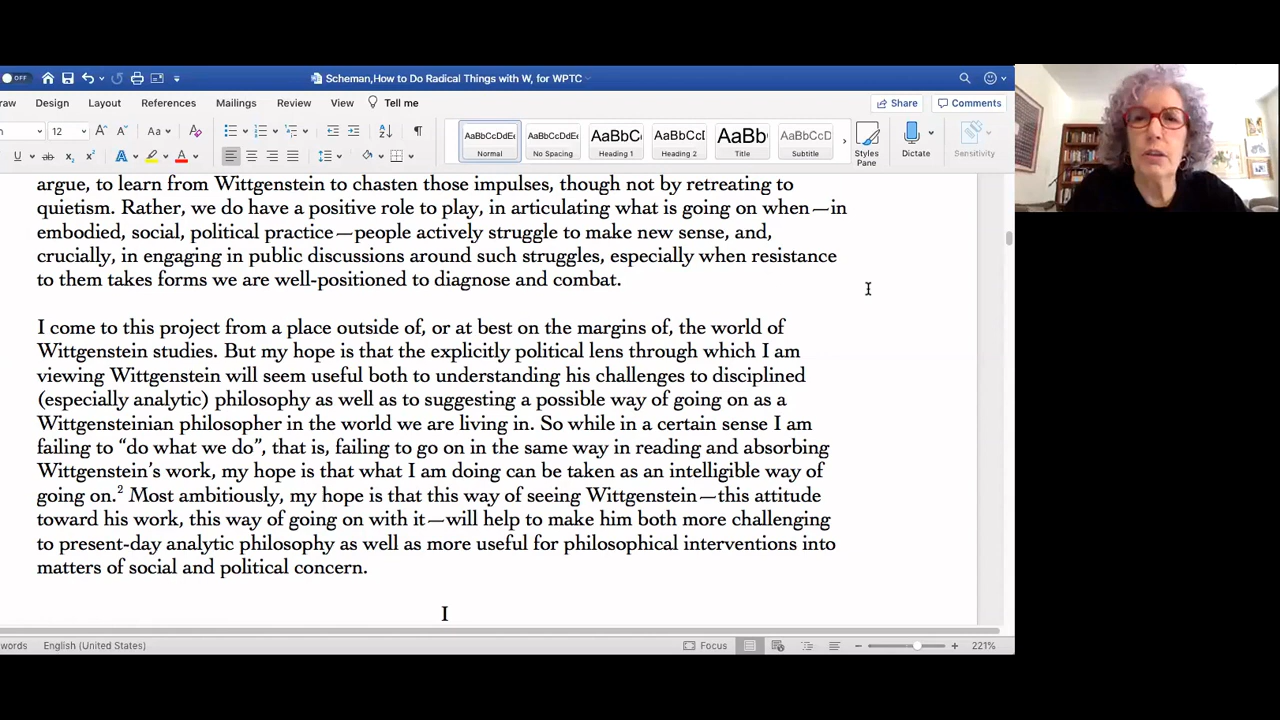 OFF
Scheman,How to Do Radical Things with W, for WPTC
raw Design Layout References Mailings Review View Tell me Share Comments
12 Aa
AaBbCcDdEe AaBbCcDdEe AaBbC AaBbCcD AaBb AaBbCcD
Normal No Spacing Heading 1 Heading 2 Title Subtitle Styles Pane Dictate Sensitivity
U ab x₂ x² A A
argue, to learn from Wittgenstein to chasten those impulses, though not by retreating to
quietism. Rather, we do have a positive role to play, in articulating what is going on when—in
embodied, social, political practice—people actively struggle to make new sense, and,
crucially, in engaging in public discussions around such struggles, especially when resistance
to them takes forms we are well-positioned to diagnose and combat.
I come to this project from a place outside of, or at best on the margins of, the world of
Wittgenstein studies. But my hope is that the explicitly political lens through which I am
viewing Wittgenstein will seem useful both to understanding his challenges to disciplined
(especially analytic) philosophy as well as to suggesting a possible way of going on as a
Wittgensteinian philosopher in the world we are living in. So while in a certain sense I am
failing to “do what we do”, that is, failing to go on in the same way in reading and absorbing
Wittgenstein’s work, my hope is that what I am doing can be taken as an intelligible way of
going on.² Most ambitiously, my hope is that this way of seeing Wittgenstein—this attitude
toward his work, this way of going on with it—will help to make him both more challenging
to present-day analytic philosophy as well as more useful for philosophical interventions into
matters of social and political concern.
I
words English (United States) Focus 221%